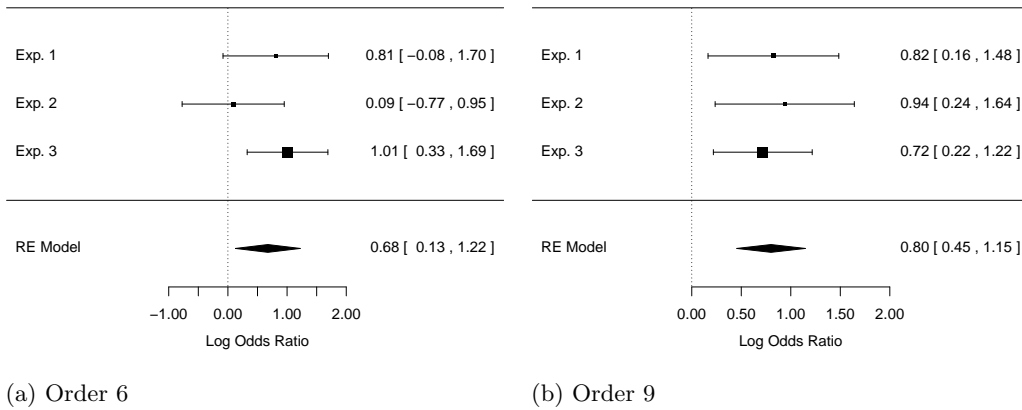 Exp. 1 0.81 [ −0.08 , 1.70 ]
Exp. 2 0.09 [ −0.77 , 0.95 ]
Exp. 3 1.01 [ 0.33 , 1.69 ]
RE Model 0.68 [ 0.13 , 1.22 ]
−1.00 0.00 1.00 2.00
Log Odds Ratio
(a) Order 6
Exp. 1 0.82 [ 0.16 , 1.48 ]
Exp. 2 0.94 [ 0.24 , 1.64 ]
Exp. 3 0.72 [ 0.22 , 1.22 ]
RE Model 0.80 [ 0.45 , 1.15 ]
0.00 0.50 1.00 1.50 2.00
Log Odds Ratio
(b) Order 9